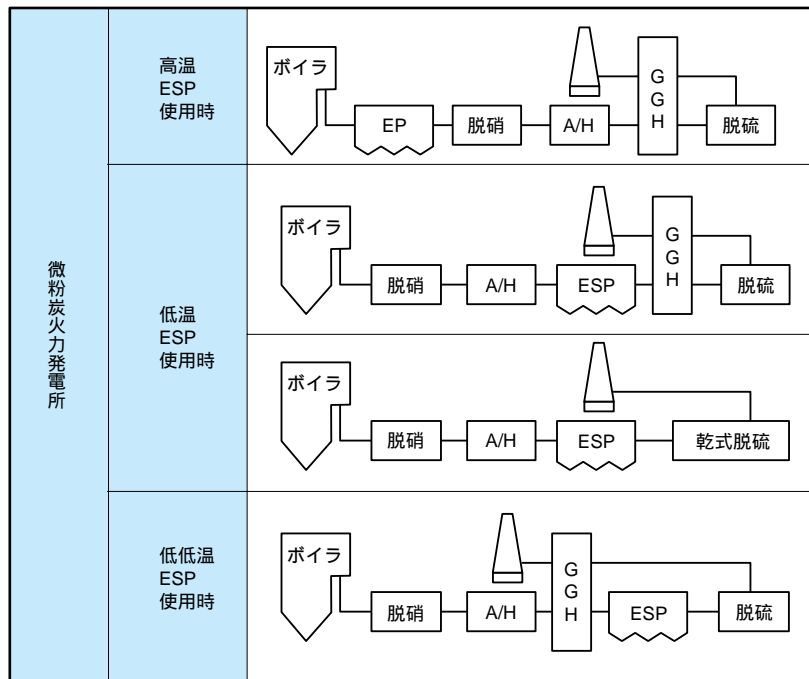 微粉炭火力発電所
高温
ESP
使用時
ボイラ
EP
脱硝
A/H
GGH
脱硫
低温
ESP
使用時
ボイラ
脱硝
A/H
ESP
GGH
脱硫
ボイラ
脱硝
A/H
ESP
乾式脱硫
低低温
ESP
使用時
ボイラ
脱硝
A/H
GGH
ESP
脱硫